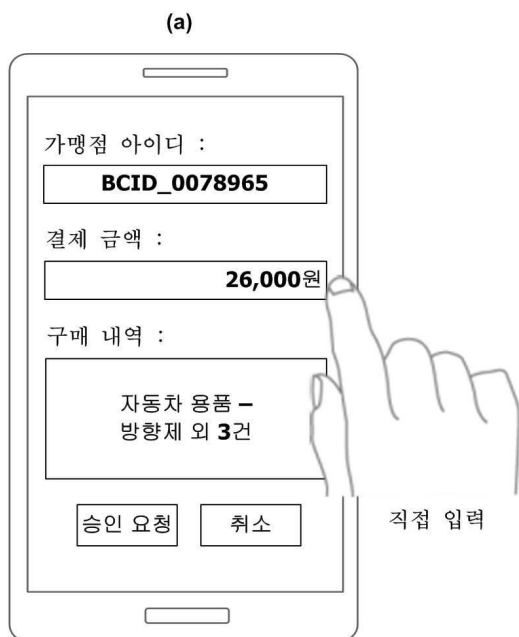 (a)
가맹점 아이디 :
BCID_0078965
결제 금액 :
26,000원
구매 내역 :
자동차 용품 –
방향제 외 3건
승인 요청 취소
직접 입력